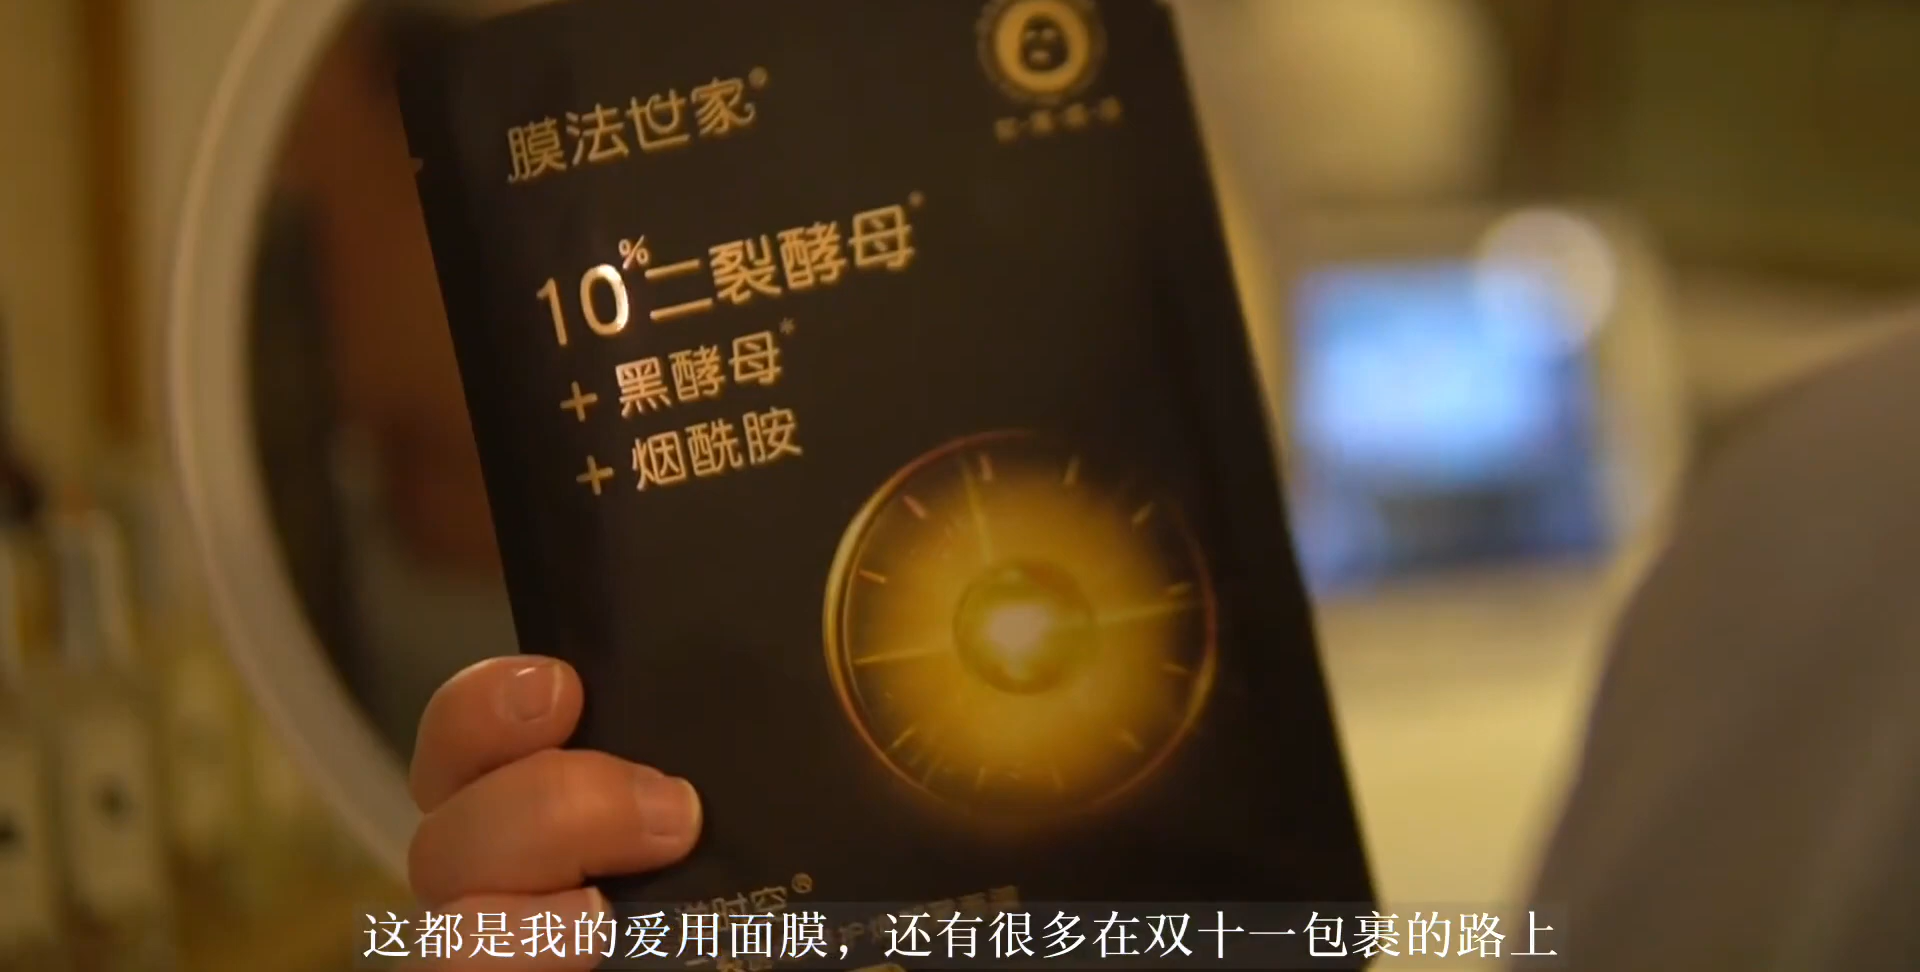 膜法世家®
10%二裂酵母*
+黑酵母*
+烟酰胺
这都是我的爱用面膜，还有很多在双十一包裹的路上